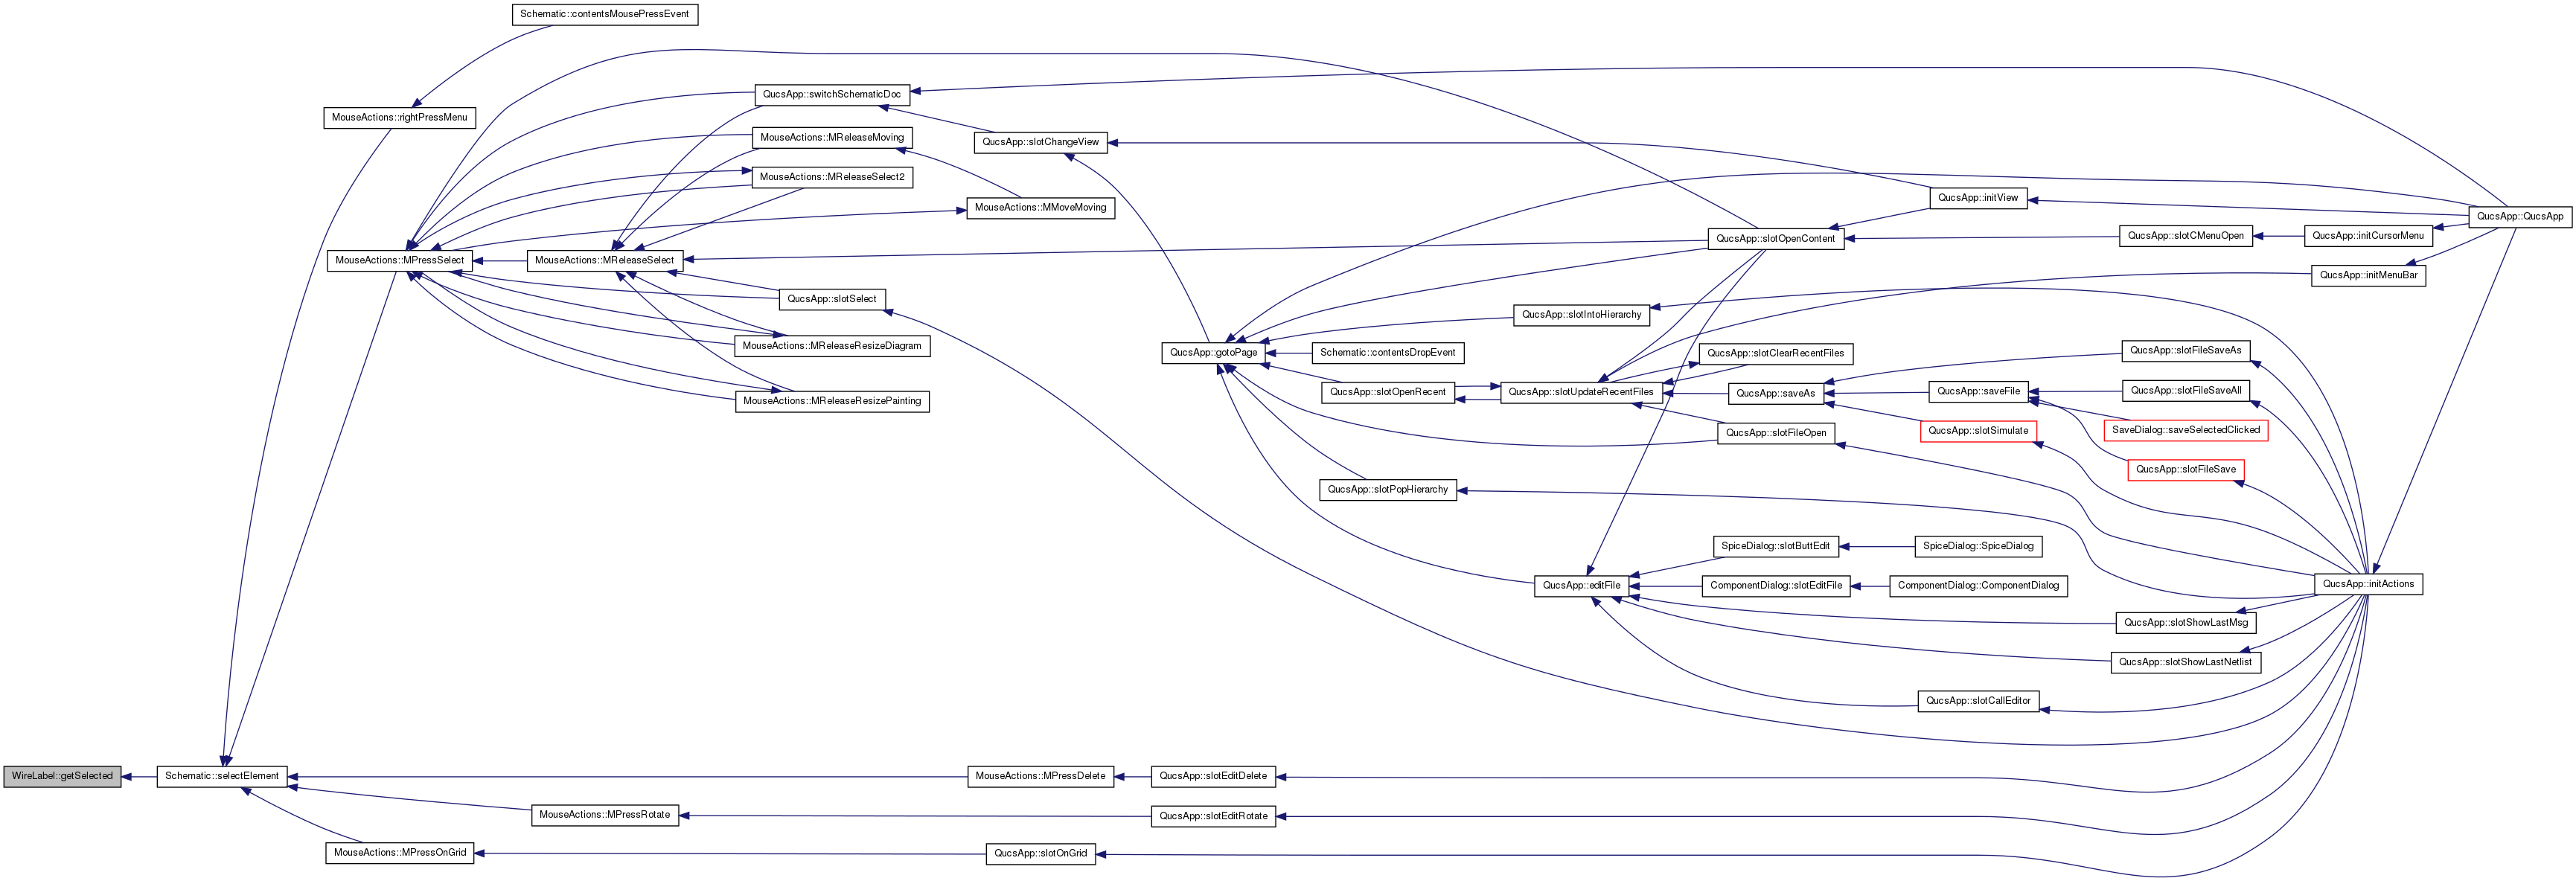 Schematic::contentsMousePressEvent
QucsApp::switchSchematicDoc
MouseActions::rightPressMenu
MouseActions::MReleaseMoving
QucsApp::slotChangeView
MouseActions::MReleaseSelect2
MouseActions::MMoveMoving
QucsApp::initView
QucsApp::QucsApp
QucsApp::slotOpenContent
QucsApp::slotCMenuOpen
QucsApp::initCursorMenu
MouseActions::MPressSelect
MouseActions::MReleaseSelect
QucsApp::initMenuBar
QucsApp::slotSelect
QucsApp::slotIntoHierarchy
MouseActions::MReleaseResizeDiagram
QucsApp::gotoPage
Schematic::contentsDropEvent
QucsApp::slotClearRecentFiles
QucsApp::slotFileSaveAs
QucsApp::slotOpenRecent
QucsApp::slotUpdateRecentFiles
QucsApp::saveAs
QucsApp::saveFile
QucsApp::slotFileSaveAll
MouseActions::MReleaseResizePainting
QucsApp::slotFileOpen
QucsApp::slotSimulate
SaveDialog::saveSelectedClicked
QucsApp::slotFileSave
QucsApp::slotPopHierarchy
SpiceDialog::slotButtEdit
SpiceDialog::SpiceDialog
QucsApp::editFile
ComponentDialog::slotEditFile
ComponentDialog::ComponentDialog
QucsApp::initActions
QucsApp::slotShowLastMsg
QucsApp::slotShowLastNetlist
QucsApp::slotCallEditor
WireLabel::getSelected
Schematic::selectElement
MouseActions::MPressDelete
QucsApp::slotEditDelete
MouseActions::MPressRotate
QucsApp::slotEditRotate
MouseActions::MPressOnGrid
QucsApp::slotOnGrid